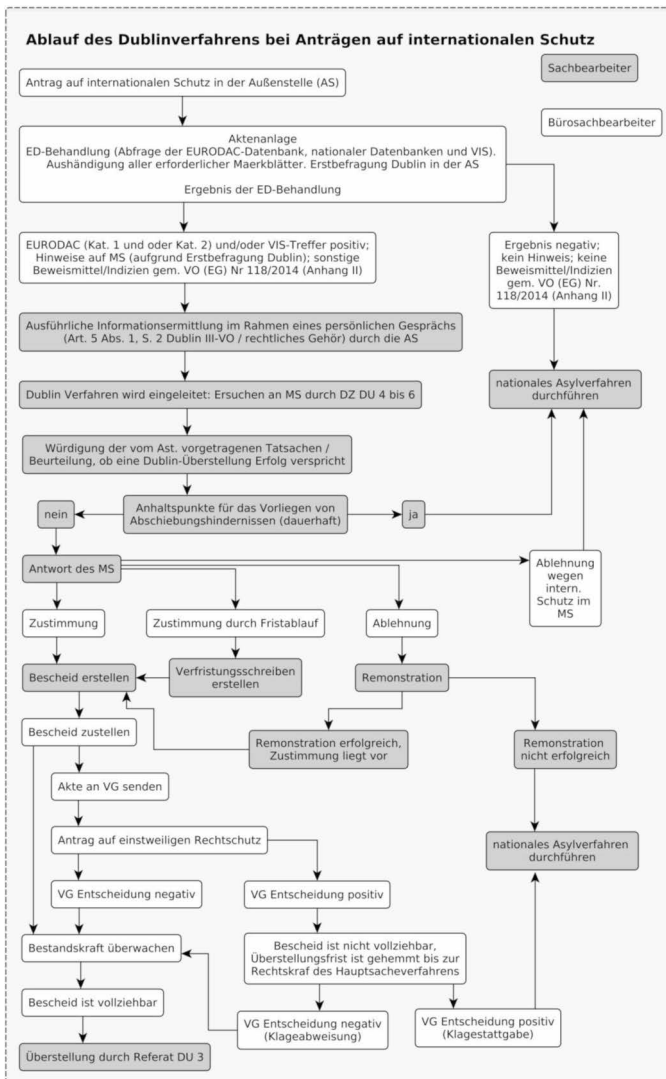 Ablauf des Dublinverfahrens bei Anträgen auf internationalen Schutz
Sachbearbeiter
Bürosachbearbeiter
Antrag auf internationalen Schutz in der Außenstelle (AS)
Aktenanlage
ED-Behandlung (Abfrage der EURODAC-Datenbank, nationaler Datenbanken und VIS).
Aushändigung aller erforderlicher Maerkblätter. Erstbefragung Dublin in der AS
Ergebnis der ED-Behandlung
EURODAC (Kat. 1 und oder Kat. 2) und/oder VIS-Treffer positiv;
Hinweise auf MS (aufgrund Erstbefragung Dublin); sonstige
Beweismittel/Indizien gem. VO (EG) Nr 118/2014 (Anhang II)
Ergebnis negativ;
kein Hinweis; keine
Beweismittel/Indizien
gem. VO (EG) Nr.
118/2014 (Anhang II)
Ausführliche Informationsermittlung im Rahmen eines persönlichen Gesprächs
(Art. 5 Abs. 1, S. 2 Dublin III-VO / rechtliches Gehör) durch die AS
Dublin Verfahren wird eingeleitet: Ersuchen an MS durch DZ DU 4 bis 6
nationales Asylverfahren
durchführen
Würdigung der vom Ast. vorgetragenen Tatsachen /
Beurteilung, ob eine Dublin-Überstellung Erfolg verspricht
nein
Anhaltspunkte für das Vorliegen von
Abschiebungshindernissen (dauerhaft)
ja
Antwort des MS
Ablehnung
wegen
intern.
Schutz im
MS
Zustimmung
Zustimmung durch Fristablauf
Ablehnung
Bescheid erstellen
Verfristungsschreiben
erstellen
Remonstration
Bescheid zustellen
Remonstration erfolgreich,
Zustimmung liegt vor
Remonstration
nicht erfolgreich
Akte an VG senden
Antrag auf einstweiligen Rechtschutz
nationales Asylverfahren
durchführen
VG Entscheidung negativ
VG Entscheidung positiv
Bestandskraft überwachen
Bescheid ist nicht vollziehbar,
Überstellungsfrist ist gehemmt bis zur
Rechtskraf des Hauptsacheverfahrens
Bescheid ist vollziehbar
VG Entscheidung negativ
(Klageabweisung)
VG Entscheidung positiv
(Klagestattgabe)
Überstellung durch Referat DU 3